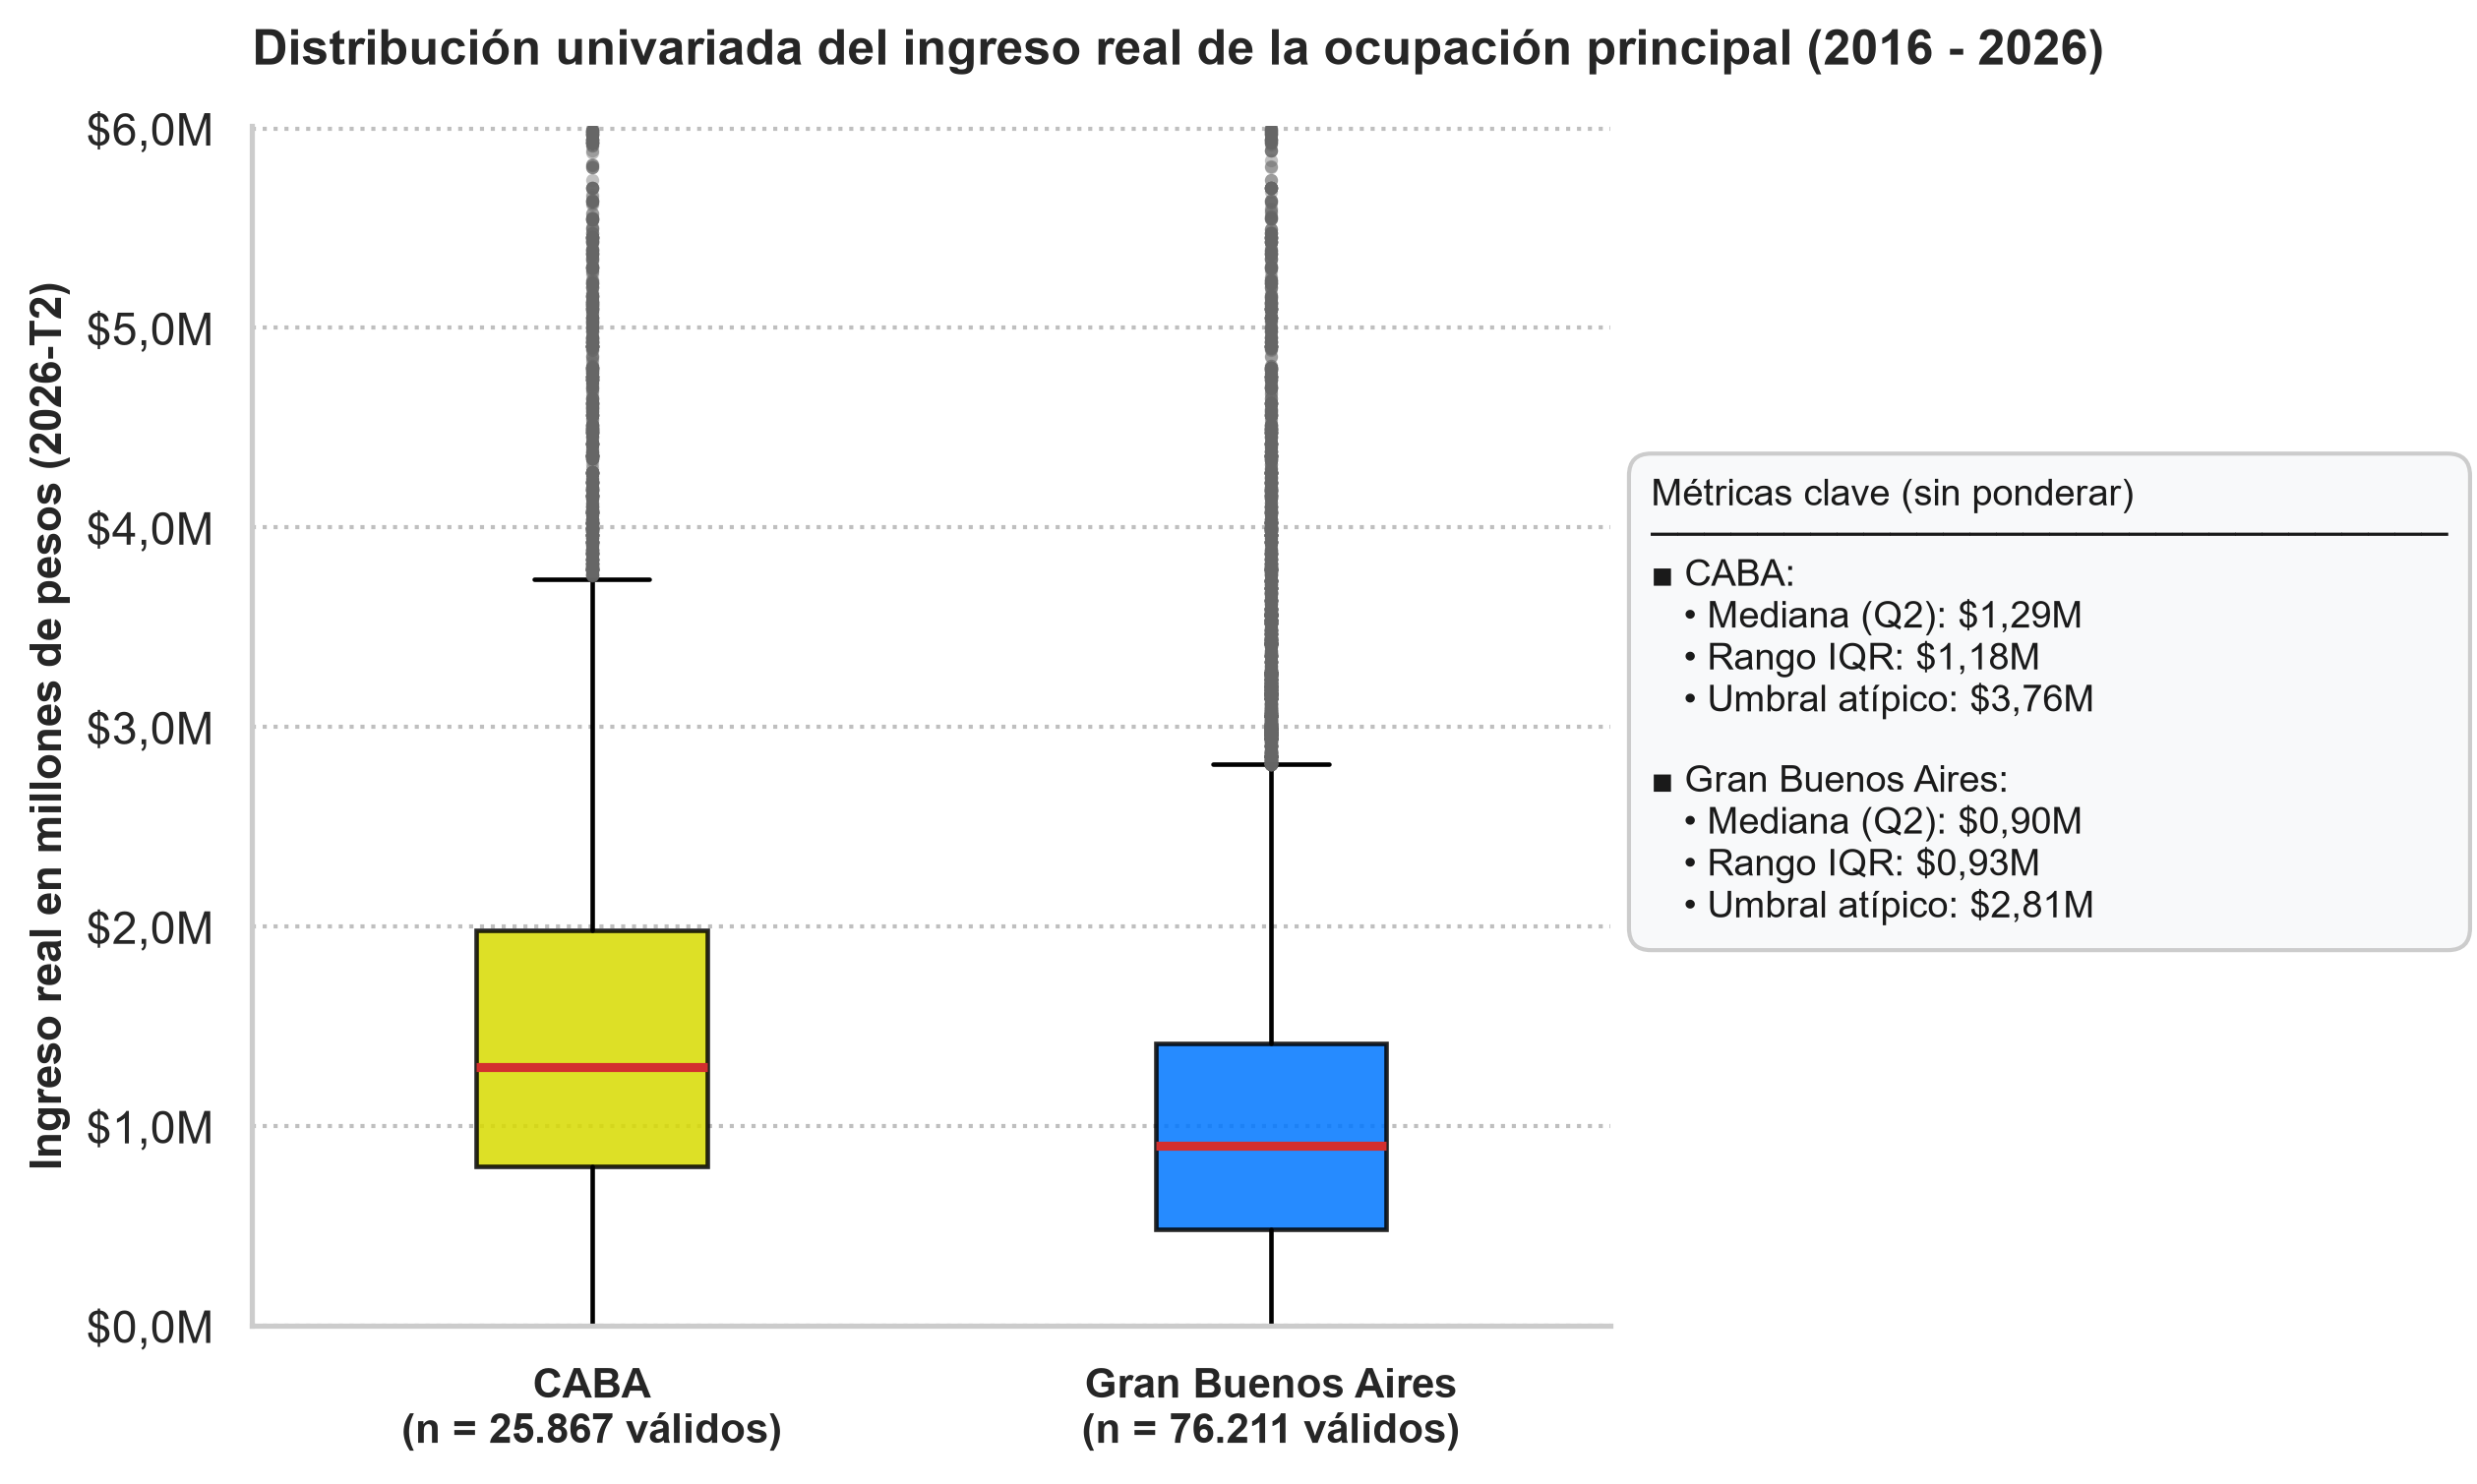 Distribución univariada del ingreso real de la ocupación principal (2016 - 2026)
Ingreso real en millones de pesos (2026-T2)
$6,0M
$5,0M
$4,0M
$3,0M
$2,0M
$1,0M
$0,0M
CABA
(n = 25.867 válidos)
Gran Buenos Aires
(n = 76.211 válidos)
Métricas clave (sin ponderar)
■ CABA:
• Mediana (Q2): $1,29M
• Rango IQR: $1,18M
• Umbral atípico: $3,76M
■ Gran Buenos Aires:
• Mediana (Q2): $0,90M
• Rango IQR: $0,93M
• Umbral atípico: $2,81M